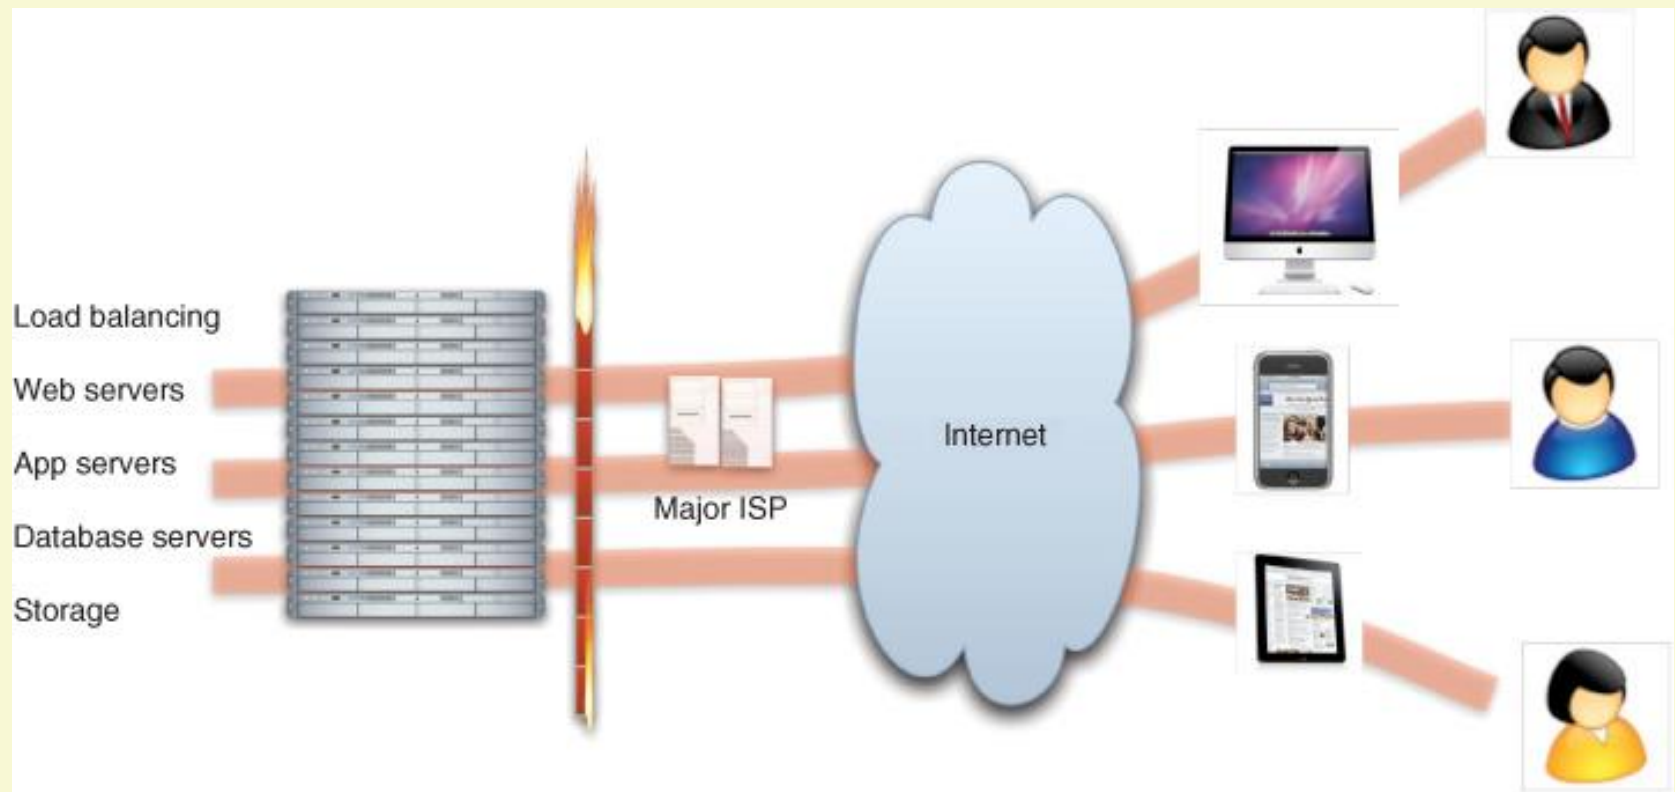 Load balancing
Web servers
App servers
Database servers
Storage
Major ISP
Internet